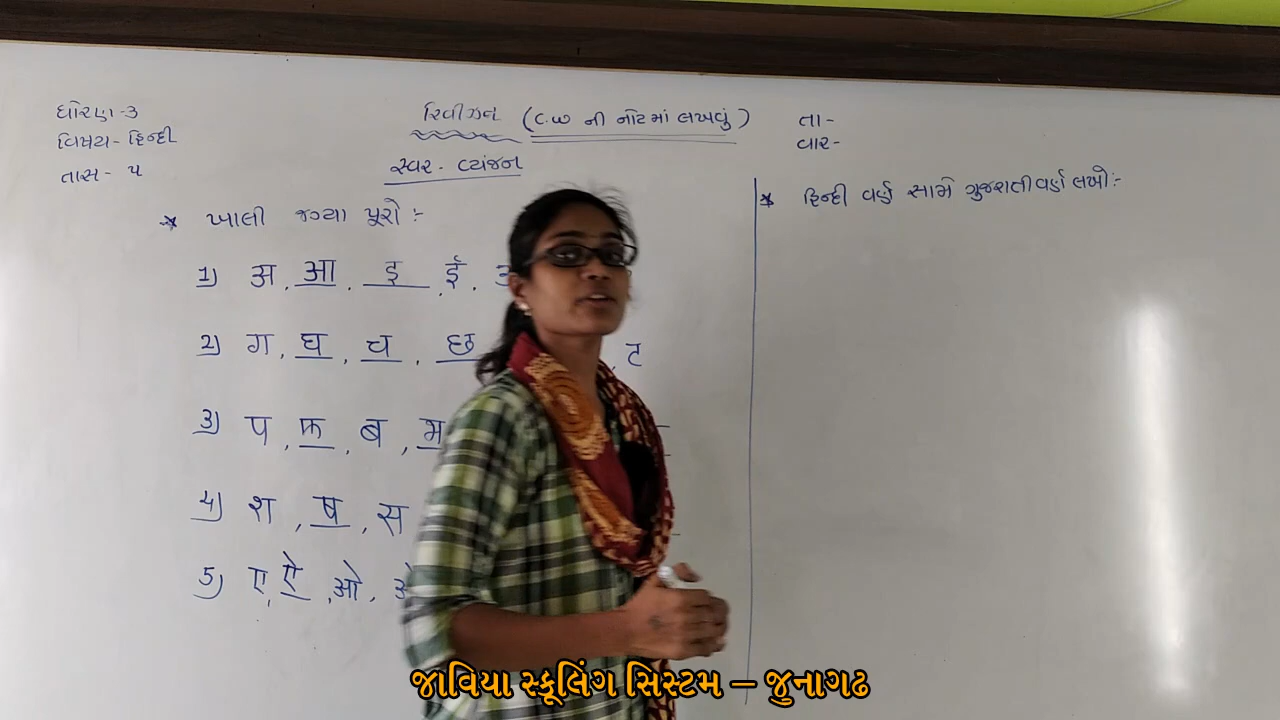 ધોરણ-૩
વિષય- હિન્દી
તાસ- ૫
રિવીઝન (C.W ની નોટમાં લખવું)
સ્વર - વ્યંજન
તા-
વાર-
* ખાલી જગ્યા પૂરો:-
1) अ, आ, इ, ई,
2) ग, घ, च, छ , ट
3) प, फ, ब, भ
4) श, ष, स
5) ए, ऐ, ओ,
* હિન્દી વર્ણ સામે ગુજરાતી વર્ણ લખો:-
જાવિયા સ્કૂલિંગ સિસ્ટમ – જુનાગઢ